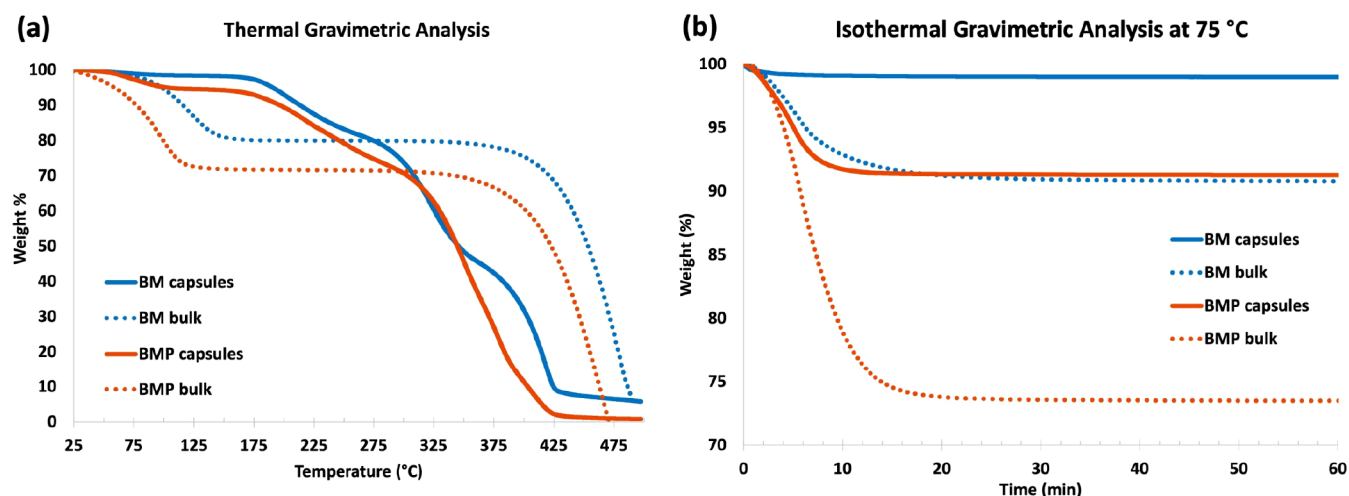 (a)
Thermal Gravimetric Analysis
100
90
80
70
60
50
40
30
20
10
0
Weight %
BM capsules
BM bulk
BMP capsules
BMP bulk
25 75 125 175 225 275 325 375 425 475
Temperature (°C)
(b)
Isothermal Gravimetric Analysis at 75 °C
100
95
90
85
80
75
70
Weight (%)
BM capsules
BM bulk
BMP capsules
BMP bulk
0 10 20 30 40 50 60
Time (min)